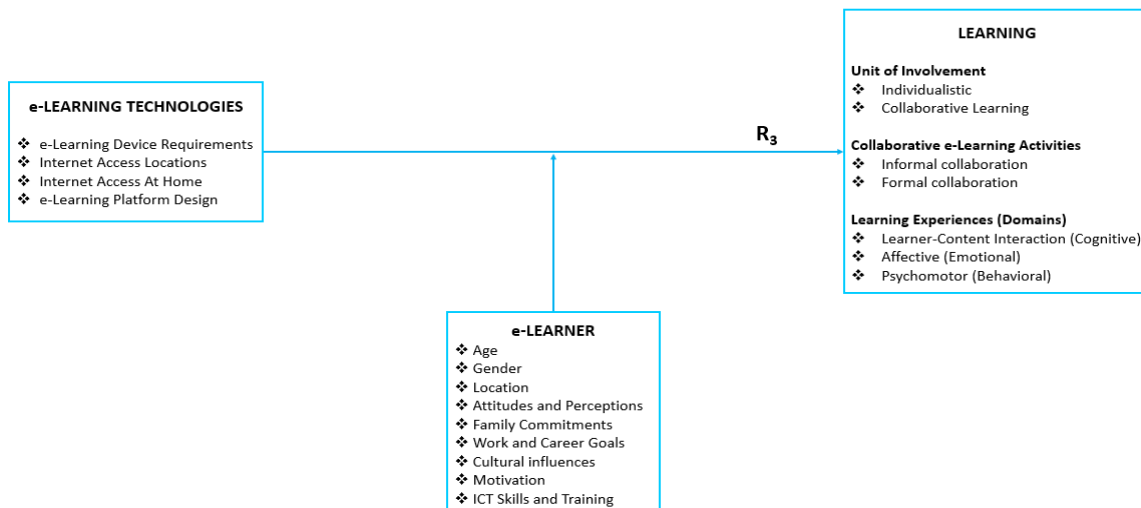 e-LEARNING TECHNOLOGIES
❖ e-Learning Device Requirements
❖ Internet Access Locations
❖ Internet Access At Home
❖ e-Learning Platform Design
R3
LEARNING
Unit of Involvement
❖ Individualistic
❖ Collaborative Learning
Collaborative e-Learning Activities
❖ Informal collaboration
❖ Formal collaboration
Learning Experiences (Domains)
❖ Learner-Content Interaction (Cognitive)
❖ Affective (Emotional)
❖ Psychomotor (Behavioral)
e-LEARNER
❖ Age
❖ Gender
❖ Location
❖ Attitudes and Perceptions
❖ Family Commitments
❖ Work and Career Goals
❖ Cultural influences
❖ Motivation
❖ ICT Skills and Training